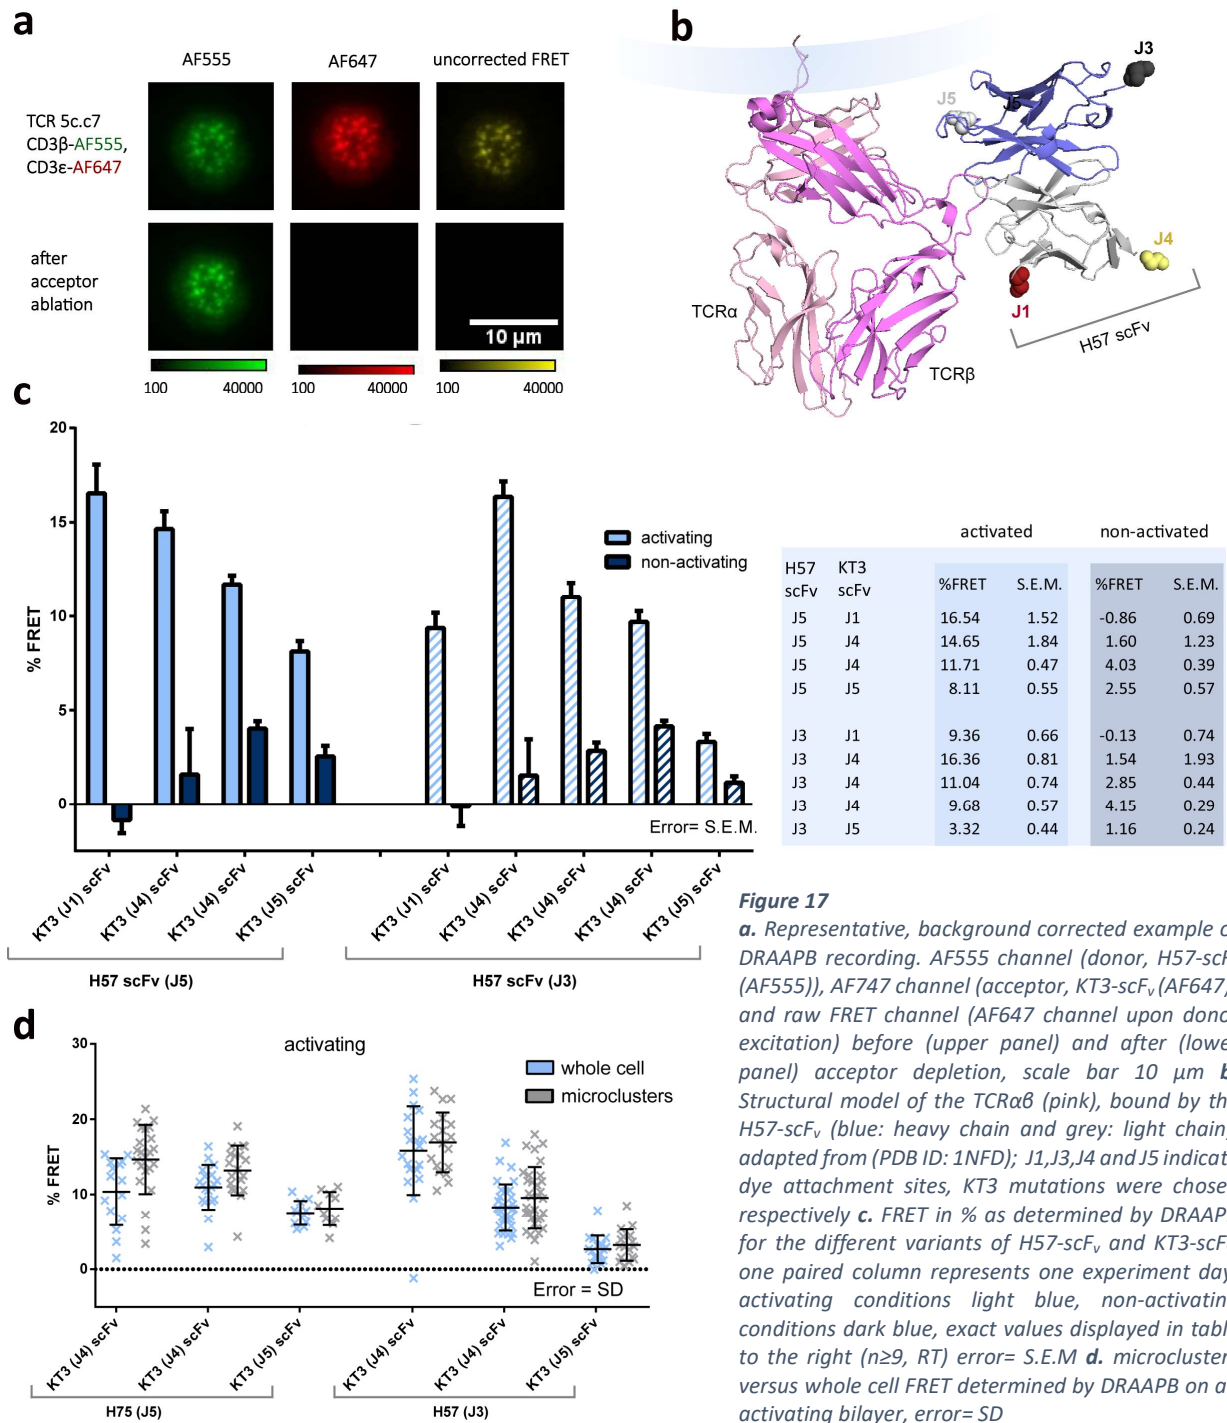 a
AF555
AF647
uncorrected FRET
TCR 5c.c7
CD3β-AF555,
CD3ε-AF647
after
acceptor
ablation
10 µm
100 40000
100 40000
100 40000
b
J3
J5
J5
J4
J1
H57 scFv
TCRα
TCRβ
c
% FRET
20
15
10
5
0
activating
non-activating
Error= S.E.M.
KT3 (J1) scFv
KT3 (J4) scFv
KT3 (J4) scFv
KT3 (J5) scFv
KT3 (J1) scFv
KT3 (J4) scFv
KT3 (J4) scFv
KT3 (J4) scFv
KT3 (J5) scFv
H57 scFv (J5)
H57 scFv (J3)
activated non-activated
H57 scFv KT3 scFv %FRET S.E.M. %FRET S.E.M.
J5 J1 16.54 1.52 -0.86 0.69
J5 J4 14.65 1.84 1.60 1.23
J5 J4 11.71 0.47 4.03 0.39
J5 J5 8.11 0.55 2.55 0.57
J3 J1 9.36 0.66 -0.13 0.74
J3 J4 16.36 0.81 1.54 1.93
J3 J4 11.04 0.74 2.85 0.44
J3 J4 9.68 0.57 4.15 0.29
J3 J5 3.32 0.44 1.16 0.24
d
activating
% FRET
30
20
10
0
whole cell
microclusters
Error = SD
KT3 (J4) scFv
KT3 (J4) scFv
KT3 (J5) scFv
KT3 (J4) scFv
KT3 (J4) scFv
KT3 (J5) scFv
H75 (J5)
H57 (J3)
Figure 17
a. Representative, background corrected example
DRAAPB recording. AF555 channel (donor, H57-scF
(AF555)), AF747 channel (acceptor, KT3-scFv (AF647)
and raw FRET channel (AF647 channel upon dono
excitation) before (upper panel) and after (lowe
panel) acceptor depletion, scale bar 10 µm b
Structural model of the TCRαβ (pink), bound by th
H57-scFv (blue: heavy chain and grey: light chain
adapted from (PDB ID: 1NFD); J1,J3,J4 and J5 indicat
dye attachment sites, KT3 mutations were chose
respectively c. FRET in % as determined by DRAAP
for the different variants of H57-scFv and KT3-scF
one paired column represents one experiment day
activating conditions light blue, non-activatin
conditions dark blue, exact values displayed in tabl
to the right (n≥9, RT) error= S.E.M d. microcluster
versus whole cell FRET determined by DRAAPB on a
activating bilayer, error= SD